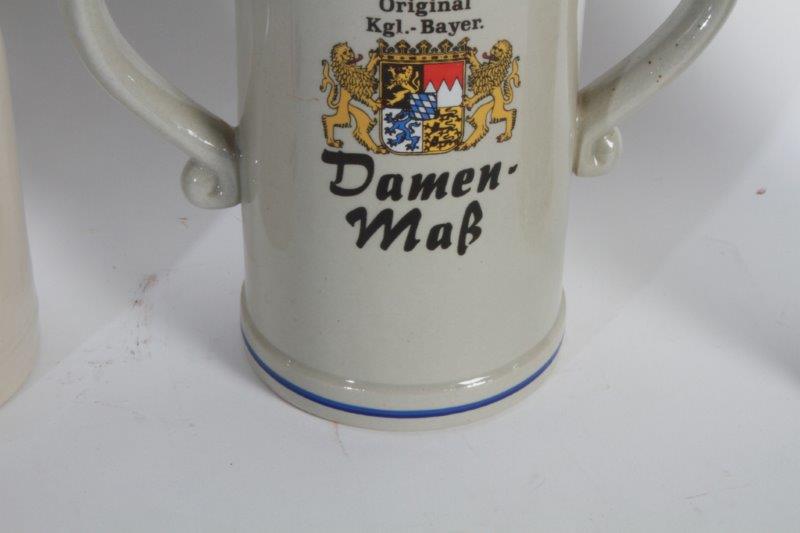 Original
Kgl.-Bayer.
Damen-
Maß